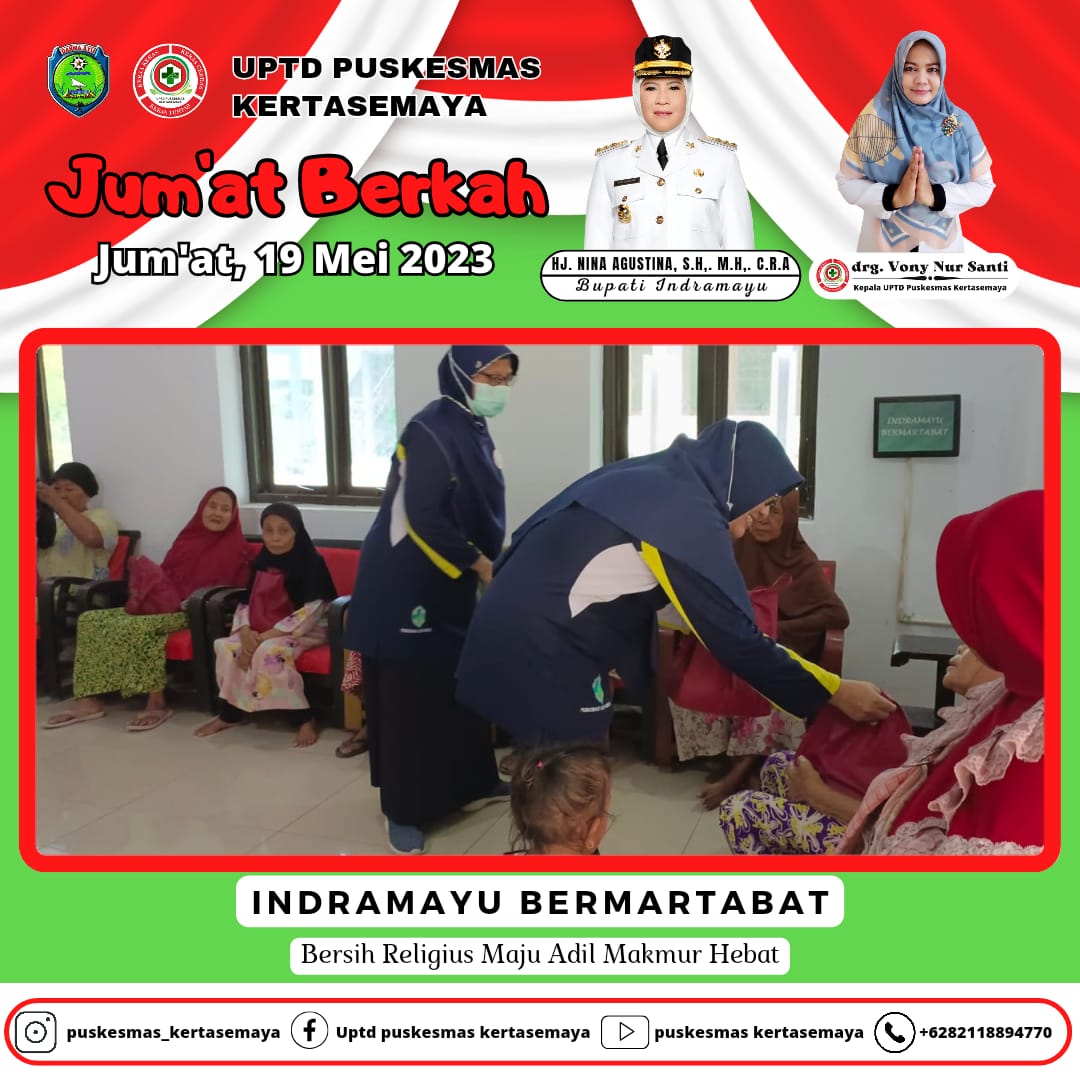 UPTD PUSKESMAS
KERTASEMAYA
Jum'at Berkah
Jum'at, 19 Mei 2023
HJ. NINA AGUSTINA, S.H,. M.H,. C.R.A
Bupati Indramayu
drg. Vony Nur Santi
Kepala UPTD Puskesmas Kertasemaya
INDRAMAYU
BERMARTABAT
INDRAMAYU BERMARTABAT
Bersih Religius Maju Adil Makmur Hebat
puskesmas_kertasemaya
Uptd puskesmas kertasemaya
puskesmas kertasemaya
+6282118894770